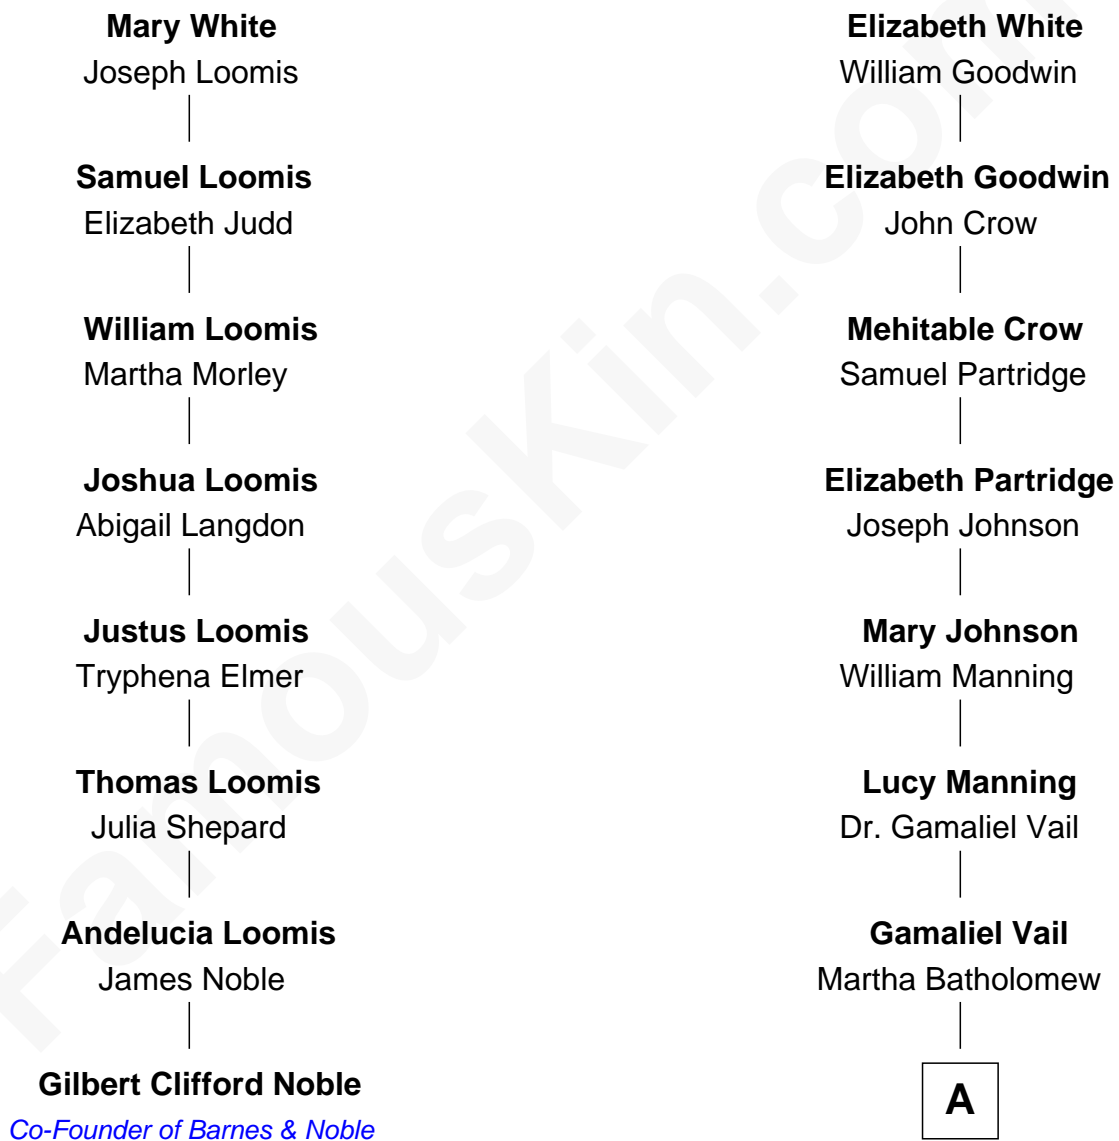 Mary White
Joseph Loomis
Samuel Loomis
Elizabeth Judd
William Loomis
Martha Morley
Joshua Loomis
Abigail Langdon
Justus Loomis
Tryphena Elmer
Thomas Loomis
Julia Shepard
Andelucia Loomis
James Noble
Gilbert Clifford Noble
Co-Founder of Barnes & Noble
Elizabeth White
William Goodwin
Elizabeth Goodwin
John Crow
Mehitable Crow
Samuel Partridge
Elizabeth Partridge
Joseph Johnson
Mary Johnson
William Manning
Lucy Manning
Dr. Gamaliel Vail
Gamaliel Vail
Martha Batholomew
A
FamousKin.com